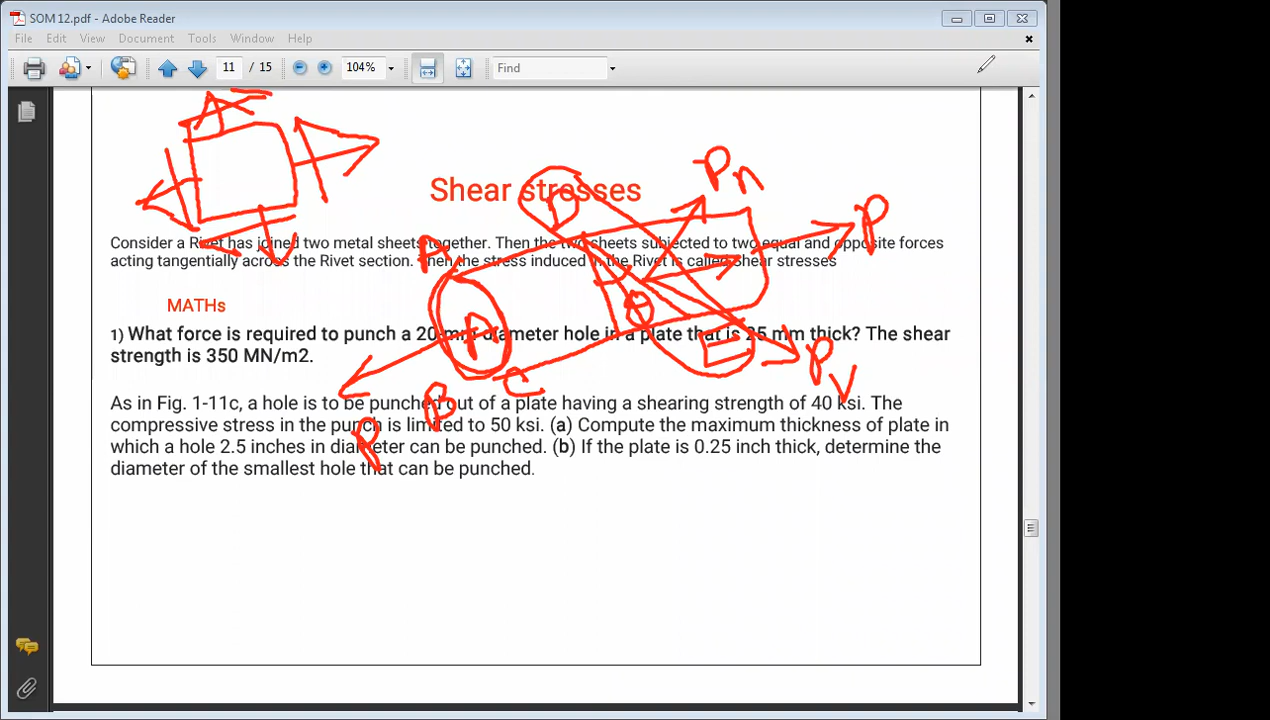 SOM 12.pdf - Adobe Reader
File Edit View Document Tools Window Help
11 / 15 104% Find
Shear stresses
Consider a Rivet has joined two metal sheets together. Then the two sheets subjected to two equal and opposite forces
acting tangentially across the Rivet section. Then the stress induced in the Rivet is called Shear stresses
MATHs
1) What force is required to punch a 20-mm diameter hole in a plate that is 25 mm thick? The shear
strength is 350 MN/m2.
As in Fig. 1-11c, a hole is to be punched out of a plate having a shearing strength of 40 ksi. The
compressive stress in the punch is limited to 50 ksi. (a) Compute the maximum thickness of plate in
which a hole 2.5 inches in diameter can be punched. (b) If the plate is 0.25 inch thick, determine the
diameter of the smallest hole that can be punched.
Pn
D
P
A
θ
A
Pv
C
B
P